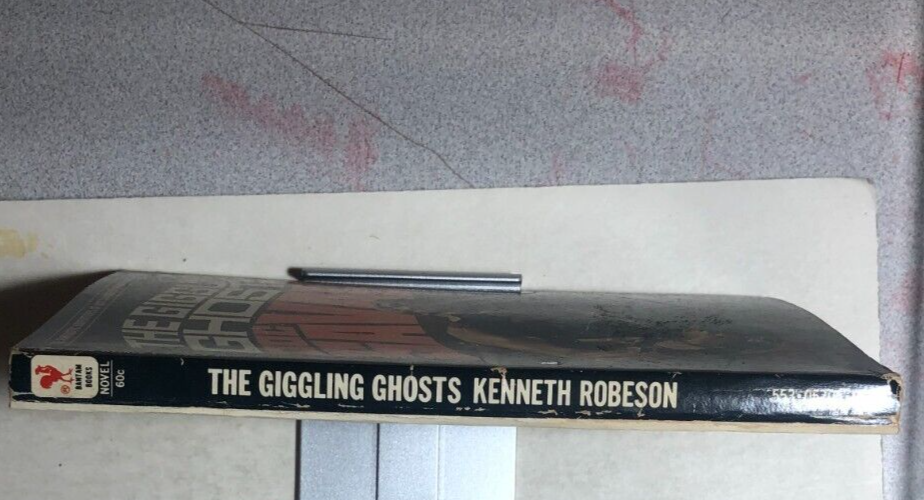 BANTAM
BOOKS
NOVEL
60c
THE GIGGLING GHOSTS KENNETH ROBESON
THE GIGGLING
GHOSTS